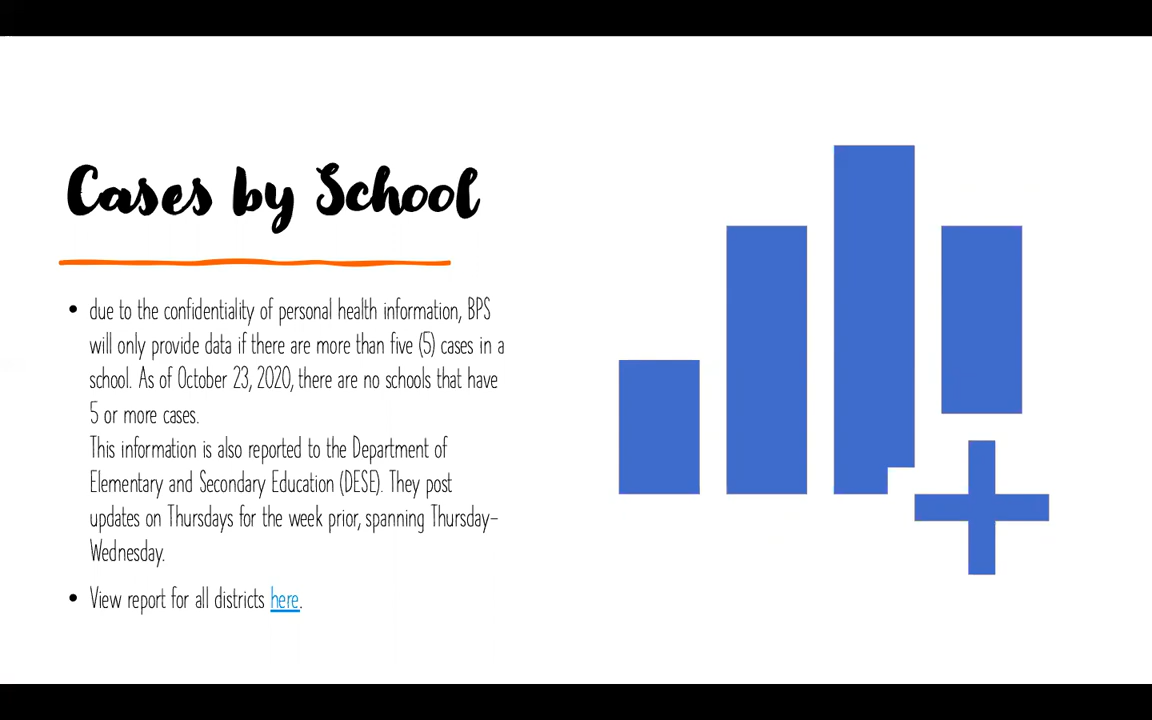 Cases by School
• due to the confidentiality of personal health information, BPS
will only provide data if there are more than five (5) cases in a
school. As of October 23, 2020, there are no schools that have
5 or more cases.
This information is also reported to the Department of
Elementary and Secondary Education (DESE). They post
updates on Thursdays for the week prior, spanning Thursday-
Wednesday.
• View report for all districts here.